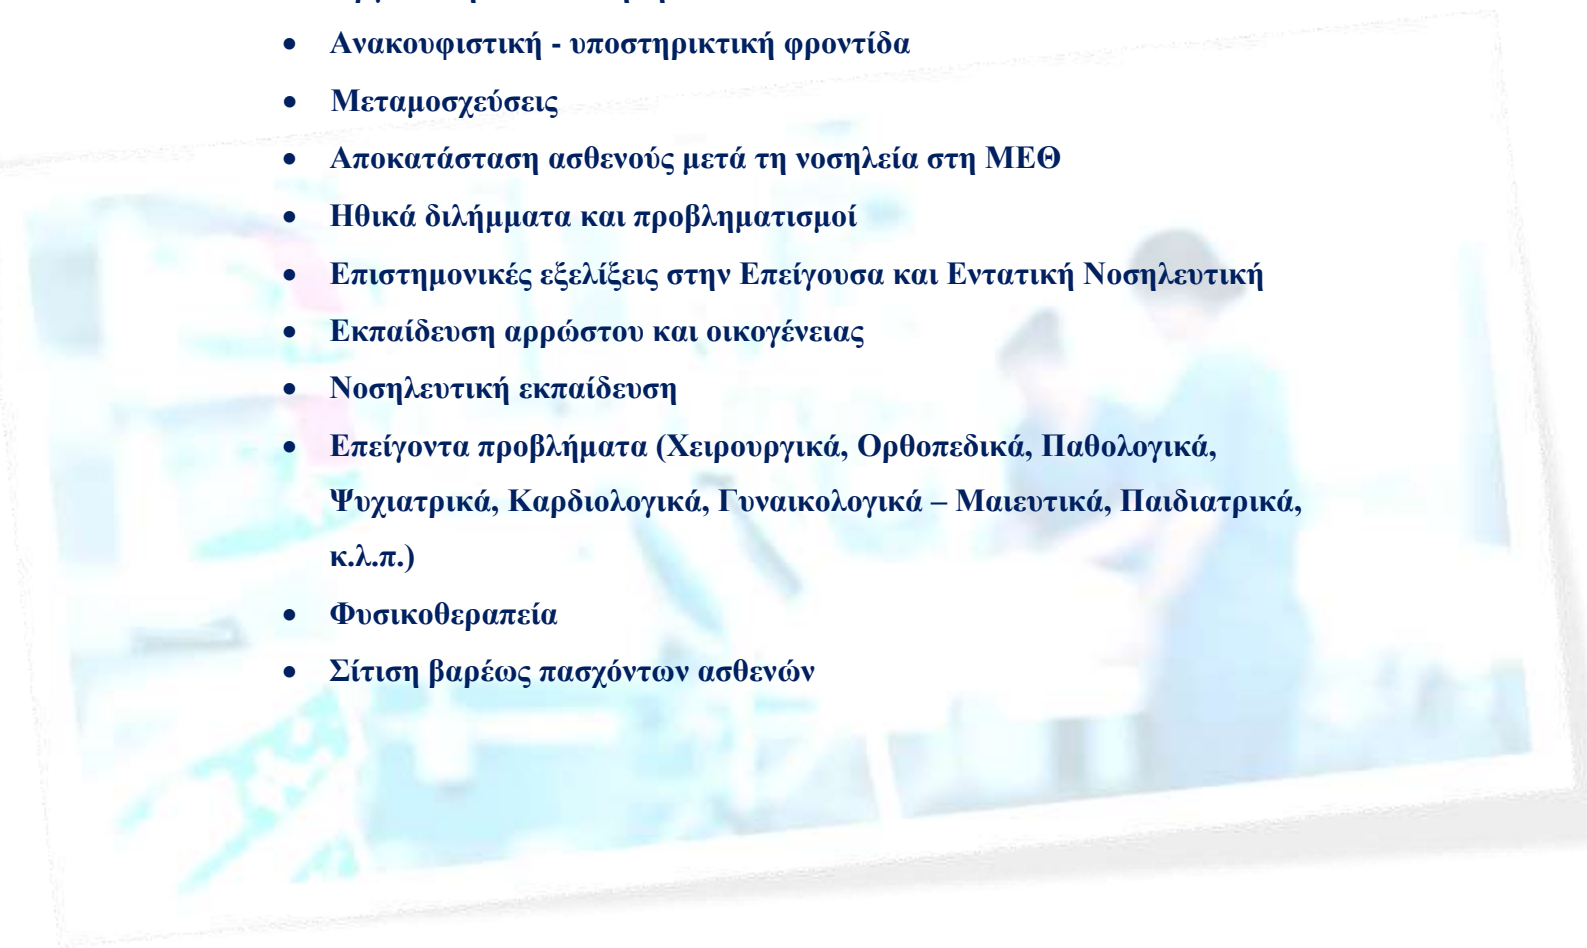 • Ανακουφιστική - υποστηρικτική φροντίδα
• Μεταμοσχεύσεις
• Αποκατάσταση ασθενούς μετά τη νοσηλεία στη ΜΕΘ
• Ηθικά διλήμματα και προβληματισμοί
• Επιστημονικές εξελίξεις στην Επείγουσα και Εντατική Νοσηλευτική
• Εκπαίδευση αρρώστου και οικογένειας
• Νοσηλευτική εκπαίδευση
• Επείγοντα προβλήματα (Χειρουργικά, Ορθοπεδικά, Παθολογικά,
Ψυχιατρικά, Καρδιολογικά, Γυναικολογικά – Μαιευτικά, Παιδιατρικά,
κ.λ.π.)
• Φυσικοθεραπεία
• Σίτιση βαρέως πασχόντων ασθενών